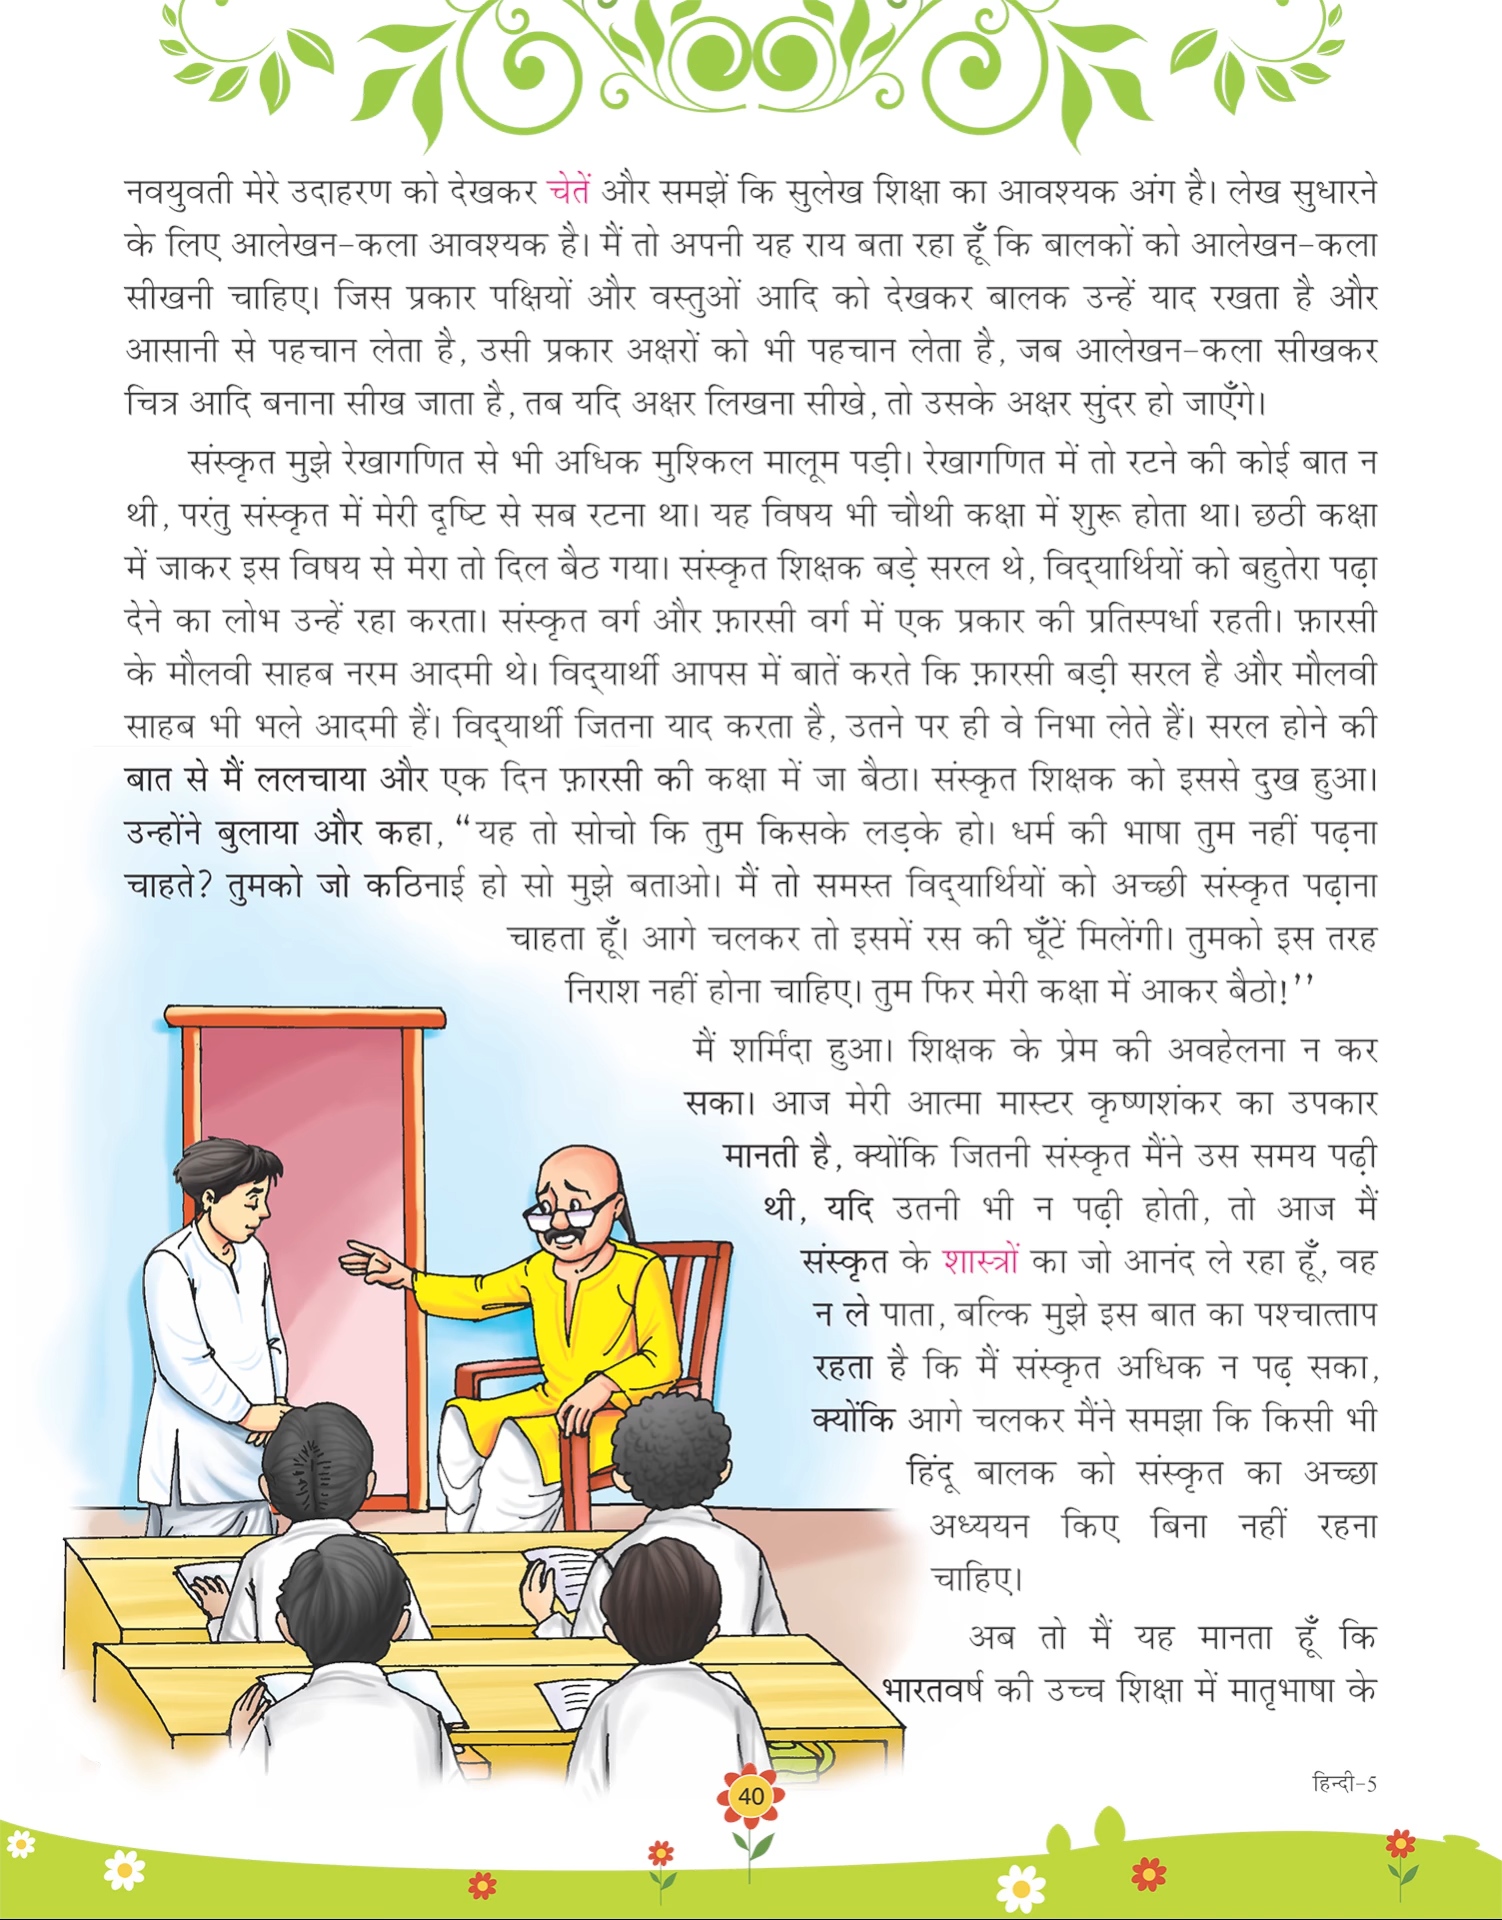 नवयुवती मेरे उदाहरण को देखकर चेतें और समझें कि सुलेख शिक्षा का आवश्यक अंग है। लेख सुधारने
के लिए आलेखन-कला आवश्यक है। मैं तो अपनी यह राय बता रहा हूँ कि बालकों को आलेखन-कला
सीखनी चाहिए। जिस प्रकार पक्षियों और वस्तुओं आदि को देखकर बालक उन्हें याद रखता है और
आसानी से पहचान लेता है, उसी प्रकार अक्षरों को भी पहचान लेता है, जब आलेखन-कला सीखकर
चित्र आदि बनाना सीख जाता है, तब यदि अक्षर लिखना सीखे, तो उसके अक्षर सुंदर हो जाएँगे।
संस्कृत मुझे रेखागणित से भी अधिक मुश्किल मालूम पड़ी। रेखागणित में तो रटने की कोई बात न
थी, परंतु संस्कृत में मेरी दृष्टि से सब रटना था। यह विषय भी चौथी कक्षा में शुरू होता था। छठी कक्षा
में जाकर इस विषय से मेरा तो दिल बैठ गया। संस्कृत शिक्षक बड़े सरल थे, विद्यार्थियों को बहुतेरा पढ़ा
देने का लोभ उन्हें रहा करता। संस्कृत वर्ग और फ़ारसी वर्ग में एक प्रकार की प्रतिस्पर्धा रहती। फ़ारसी
के मौलवी साहब नरम आदमी थे। विद्यार्थी आपस में बातें करते कि फ़ारसी बड़ी सरल है और मौलवी
साहब भी भले आदमी हैं। विद्यार्थी जितना याद करता है, उतने पर ही वे निभा लेते हैं। सरल होने की
बात से मैं ललचाया और एक दिन फ़ारसी की कक्षा में जा बैठा। संस्कृत शिक्षक को इससे दुख हुआ।
उन्होंने बुलाया और कहा, “यह तो सोचो कि तुम किसके लड़के हो। धर्म की भाषा तुम नहीं पढ़ना
चाहते? तुमको जो कठिनाई हो सो मुझे बताओ। मैं तो समस्त विद्यार्थियों को अच्छी संस्कृत पढ़ाना
चाहता हूँ। आगे चलकर तो इसमें रस की घूँटें मिलेंगी। तुमको इस तरह
निराश नहीं होना चाहिए। तुम फिर मेरी कक्षा में आकर बैठो!’’
मैं शर्मिंदा हुआ। शिक्षक के प्रेम की अवहेलना न कर
सका। आज मेरी आत्मा मास्टर कृष्णशंकर का उपकार
मानती है, क्योंकि जितनी संस्कृत मैंने उस समय पढ़ी
थी, यदि उतनी भी न पढ़ी होती, तो आज मैं
संस्कृत के शास्त्रों का जो आनंद ले रहा हूँ, वह
न ले पाता, बल्कि मुझे इस बात का पश्चात्ताप
रहता है कि मैं संस्कृत अधिक न पढ़ सका,
क्योंकि आगे चलकर मैंने समझा कि किसी भी
हिंदू बालक को संस्कृत का अच्छा
अध्ययन किए बिना नहीं रहना
चाहिए।
अब तो मैं यह मानता हूँ कि
भारतवर्ष की उच्च शिक्षा में मातृभाषा के
हिन्दी-5
40